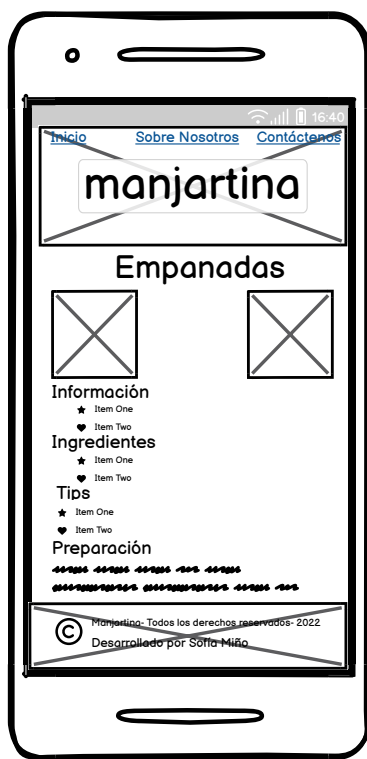 16:40
Inicio Sobre Nosotros Contáctenos
manjartina
Empanadas
Información
Item One
Item Two
Ingredientes
Item One
Item Two
Tips
Item One
Item Two
Preparación
© Manjartina- Todos los derechos reservados- 2022
Desarrollado por Sofía Miño